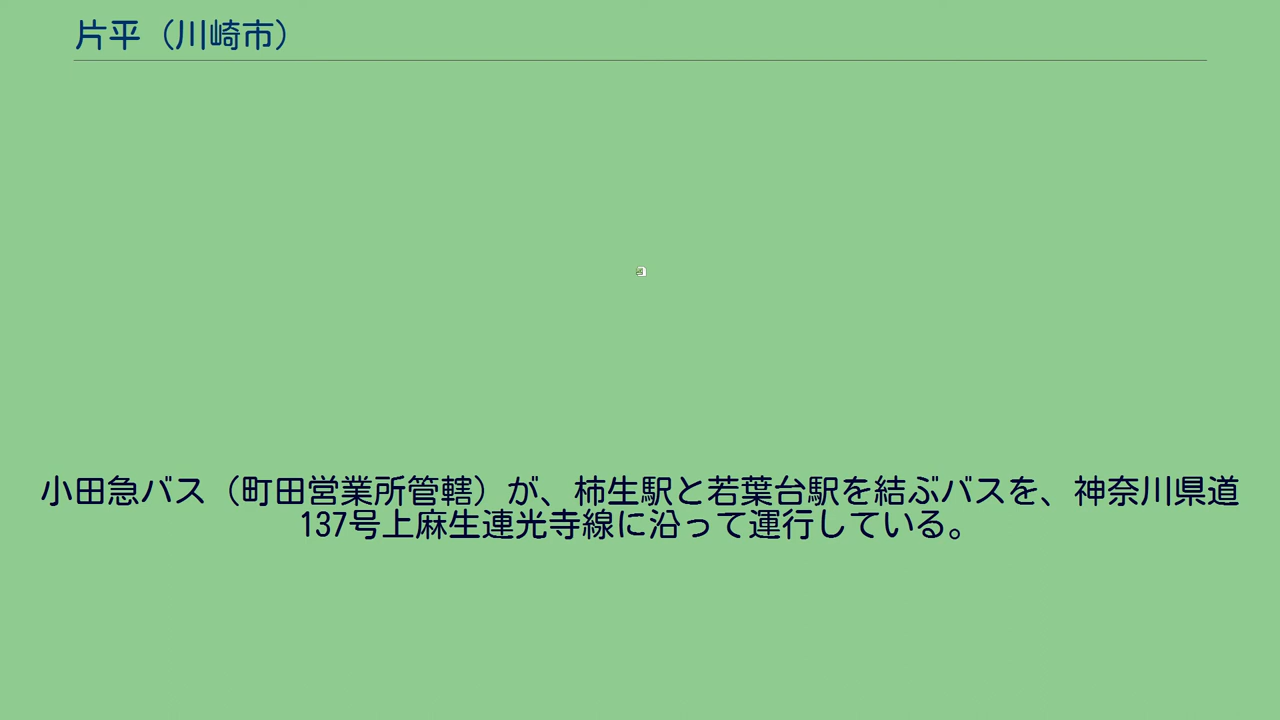 片平（川崎市）
小田急バス（町田営業所管轄）が、柿生駅と若葉台駅を結ぶバスを、神奈川県道
137号上麻生連光寺線に沿って運行している。